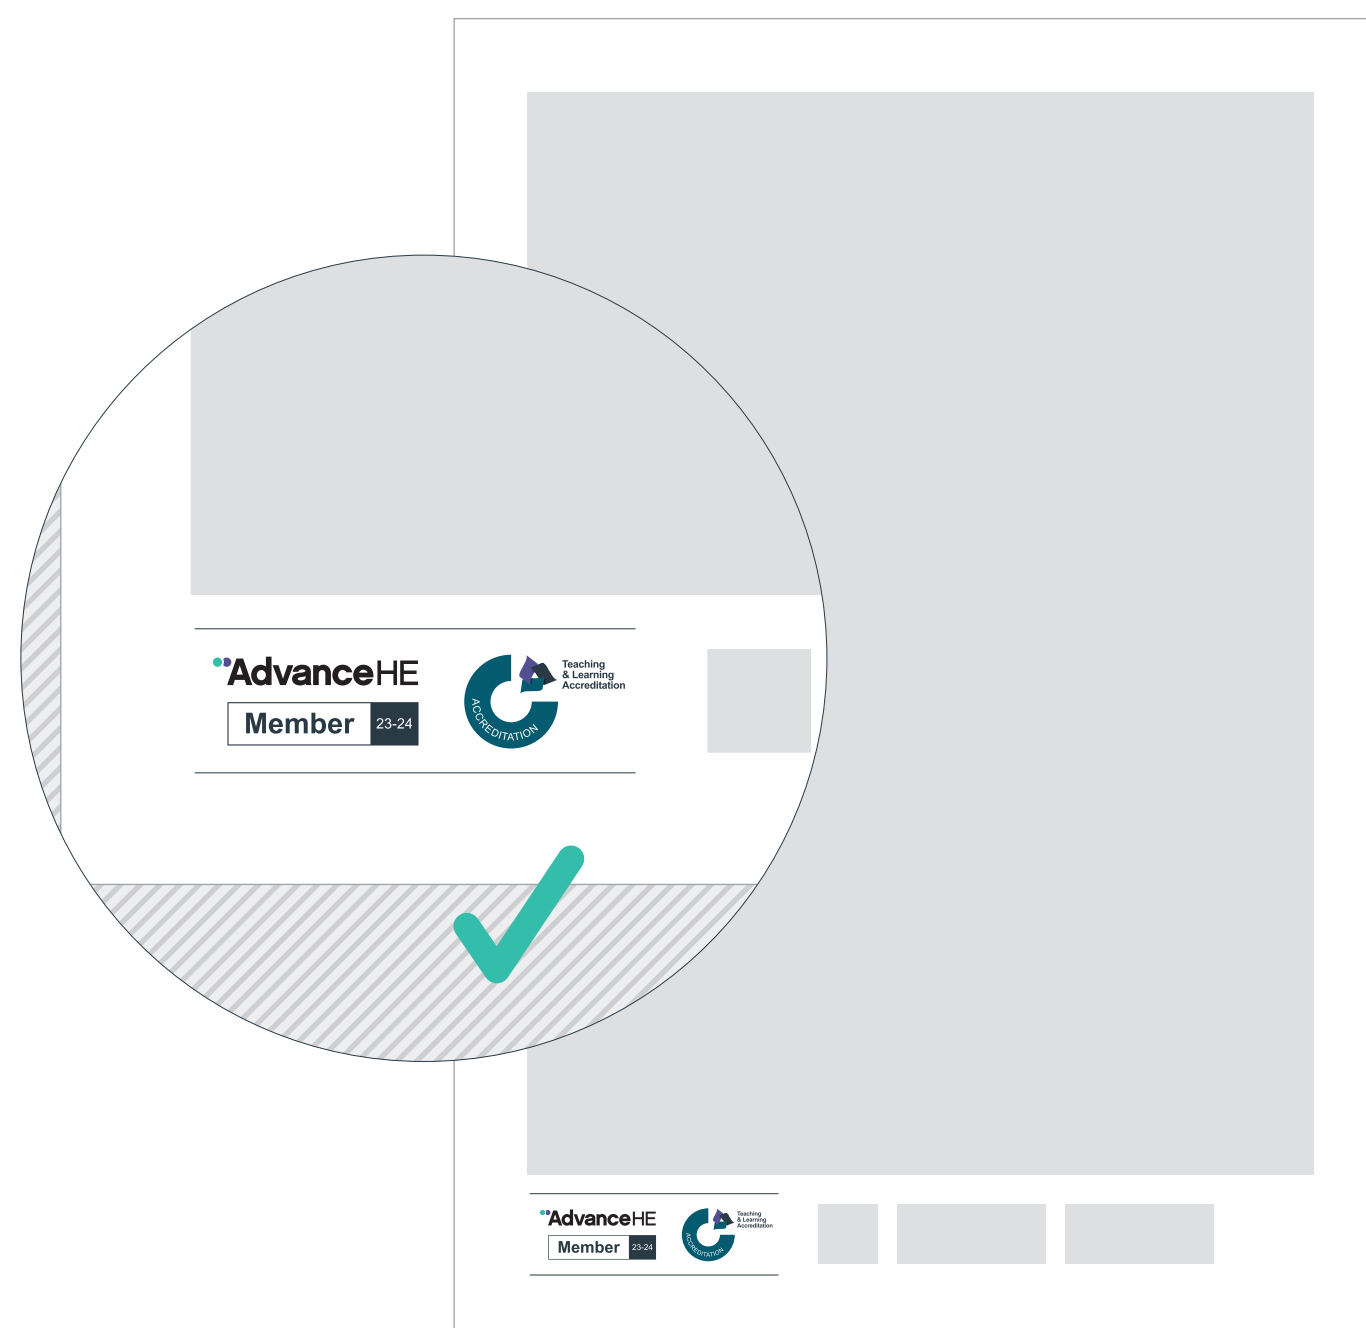 AdvanceHE
Member 23-24
ACCREDITATION
Teaching
& Learning
Accreditation
AdvanceHE
Member 23-24
ACCREDITATION
Teaching
& Learning
Accreditation